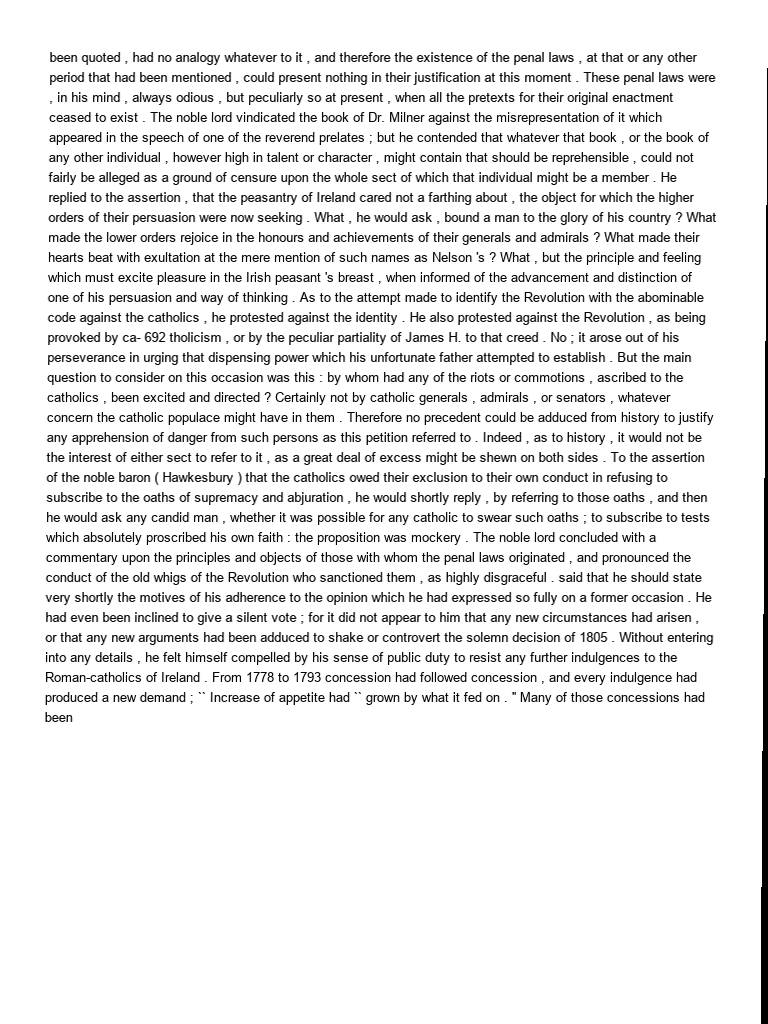 been quoted , had no analogy whatever to it , and therefore the existence of the penal laws , at that or any other
period that had been mentioned , could present nothing in their justification at this moment . These penal laws were
, in his mind , always odious , but peculiarly so at present , when all the pretexts for their original enactment
ceased to exist . The noble lord vindicated the book of Dr. Milner against the misrepresentation of it which
appeared in the speech of one of the reverend prelates ; but he contended that whatever that book , or the book of
any other individual , however high in talent or character , might contain that should be reprehensible , could not
fairly be alleged as a ground of censure upon the whole sect of which that individual might be a member . He
replied to the assertion , that the peasantry of Ireland cared not a farthing about , the object for which the higher
orders of their persuasion were now seeking . What , he would ask , bound a man to the glory of his country ? What
made the lower orders rejoice in the honours and achievements of their generals and admirals ? What made their
hearts beat with exultation at the mere mention of such names as Nelson 's ? What , but the principle and feeling
which must excite pleasure in the Irish peasant 's breast , when informed of the advancement and distinction of
one of his persuasion and way of thinking . As to the attempt made to identify the Revolution with the abominable
code against the catholics , he protested against the identity . He also protested against the Revolution , as being
provoked by ca- 692 tholicism , or by the peculiar partiality of James H. to that creed . No ; it arose out of his
perseverance in urging that dispensing power which his unfortunate father attempted to establish . But the main
question to consider on this occasion was this : by whom had any of the riots or commotions , ascribed to the
catholics , been excited and directed ? Certainly not by catholic generals , admirals , or senators , whatever
concern the catholic populace might have in them . Therefore no precedent could be adduced from history to justify
any apprehension of danger from such persons as this petition referred to . Indeed , as to history , it would not be
the interest of either sect to refer to it , as a great deal of excess might be shewn on both sides . To the assertion
of the noble baron ( Hawkesbury ) that the catholics owed their exclusion to their own conduct in refusing to
subscribe to the oaths of supremacy and abjuration , he would shortly reply , by referring to those oaths , and then
he would ask any candid man , whether it was possible for any catholic to swear such oaths ; to subscribe to tests
which absolutely proscribed his own faith : the proposition was mockery . The noble lord concluded with a
commentary upon the principles and objects of those with whom the penal laws originated , and pronounced the
conduct of the old whigs of the Revolution who sanctioned them , as highly disgraceful . said that he should state
very shortly the motives of his adherence to the opinion which he had expressed so fully on a former occasion . He
had even been inclined to give a silent vote ; for it did not appear to him that any new circumstances had arisen ,
or that any new arguments had been adduced to shake or controvert the solemn decision of 1805 . Without entering
into any details , he felt himself compelled by his sense of public duty to resist any further indulgences to the
Roman-catholics of Ireland . From 1778 to 1793 concession had followed concession , and every indulgence had
produced a new demand ; `` Increase of appetite had `` grown by what it fed on . " Many of those concessions had
been